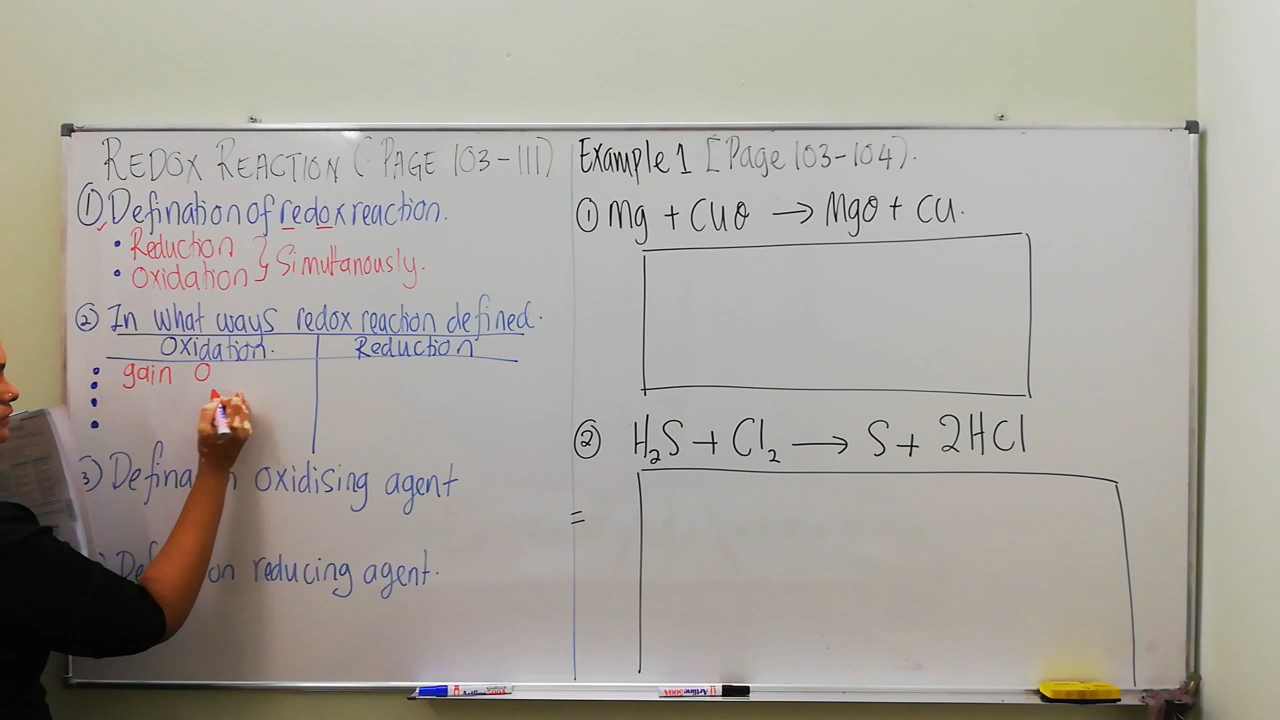 REDOX REACTION (PAGE 103-111)
① Defination of redox reaction.
• Reduction
• Oxidation } Simultanously.
② In what ways redox reaction defined.
Oxidation. Reduction
gain O
3) oxidising agent
reducing agent.
Example 1 [Page 103-104).
① Mg + CuO → MgO + Cu.
② H₂S + Cl₂ → S + 2HCl
=